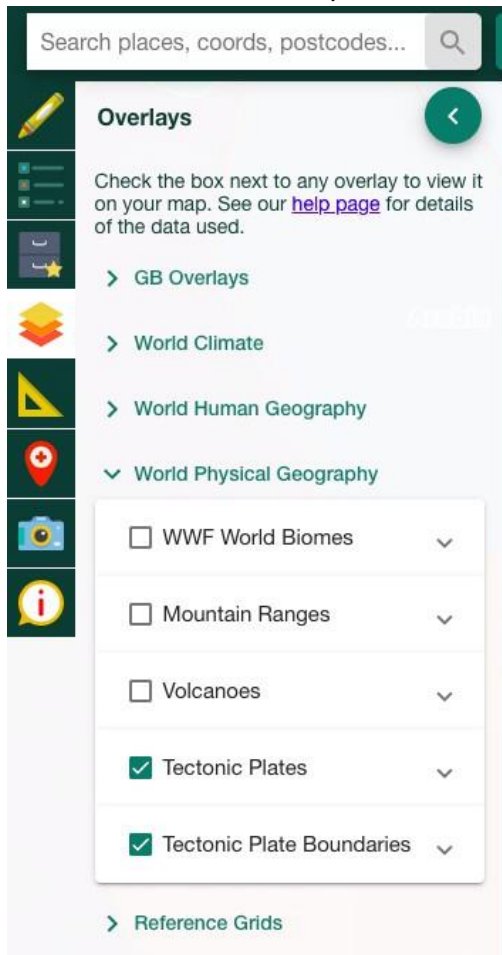 Search places, coords, postcodes...
Overlays
Check the box next to any overlay to view it
on your map. See our help page for details
of the data used.
GB Overlays
World Climate
World Human Geography
World Physical Geography
WWF World Biomes
Mountain Ranges
Volcanoes
Tectonic Plates
Tectonic Plate Boundaries
Reference Grids